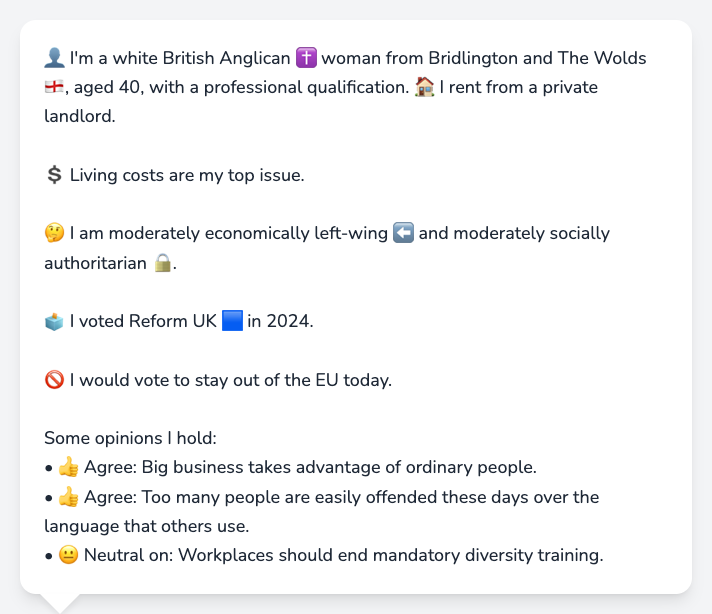 👤 I'm a white British Anglican ✝️ woman from Bridlington and The Wolds
🏴󠁧󠁢󠁥󠁮󠁧󠁿, aged 40, with a professional qualification. 🏠 I rent from a private
landlord.
💲 Living costs are my top issue.
🤔 I am moderately economically left-wing ⬅️ and moderately socially
authoritarian 🔒.
🗳️ I voted Reform UK 🟦 in 2024.
🚫 I would vote to stay out of the EU today.
Some opinions I hold:
• 👍 Agree: Big business takes advantage of ordinary people.
• 👍 Agree: Too many people are easily offended these days over the
language that others use.
• 😐 Neutral on: Workplaces should end mandatory diversity training.